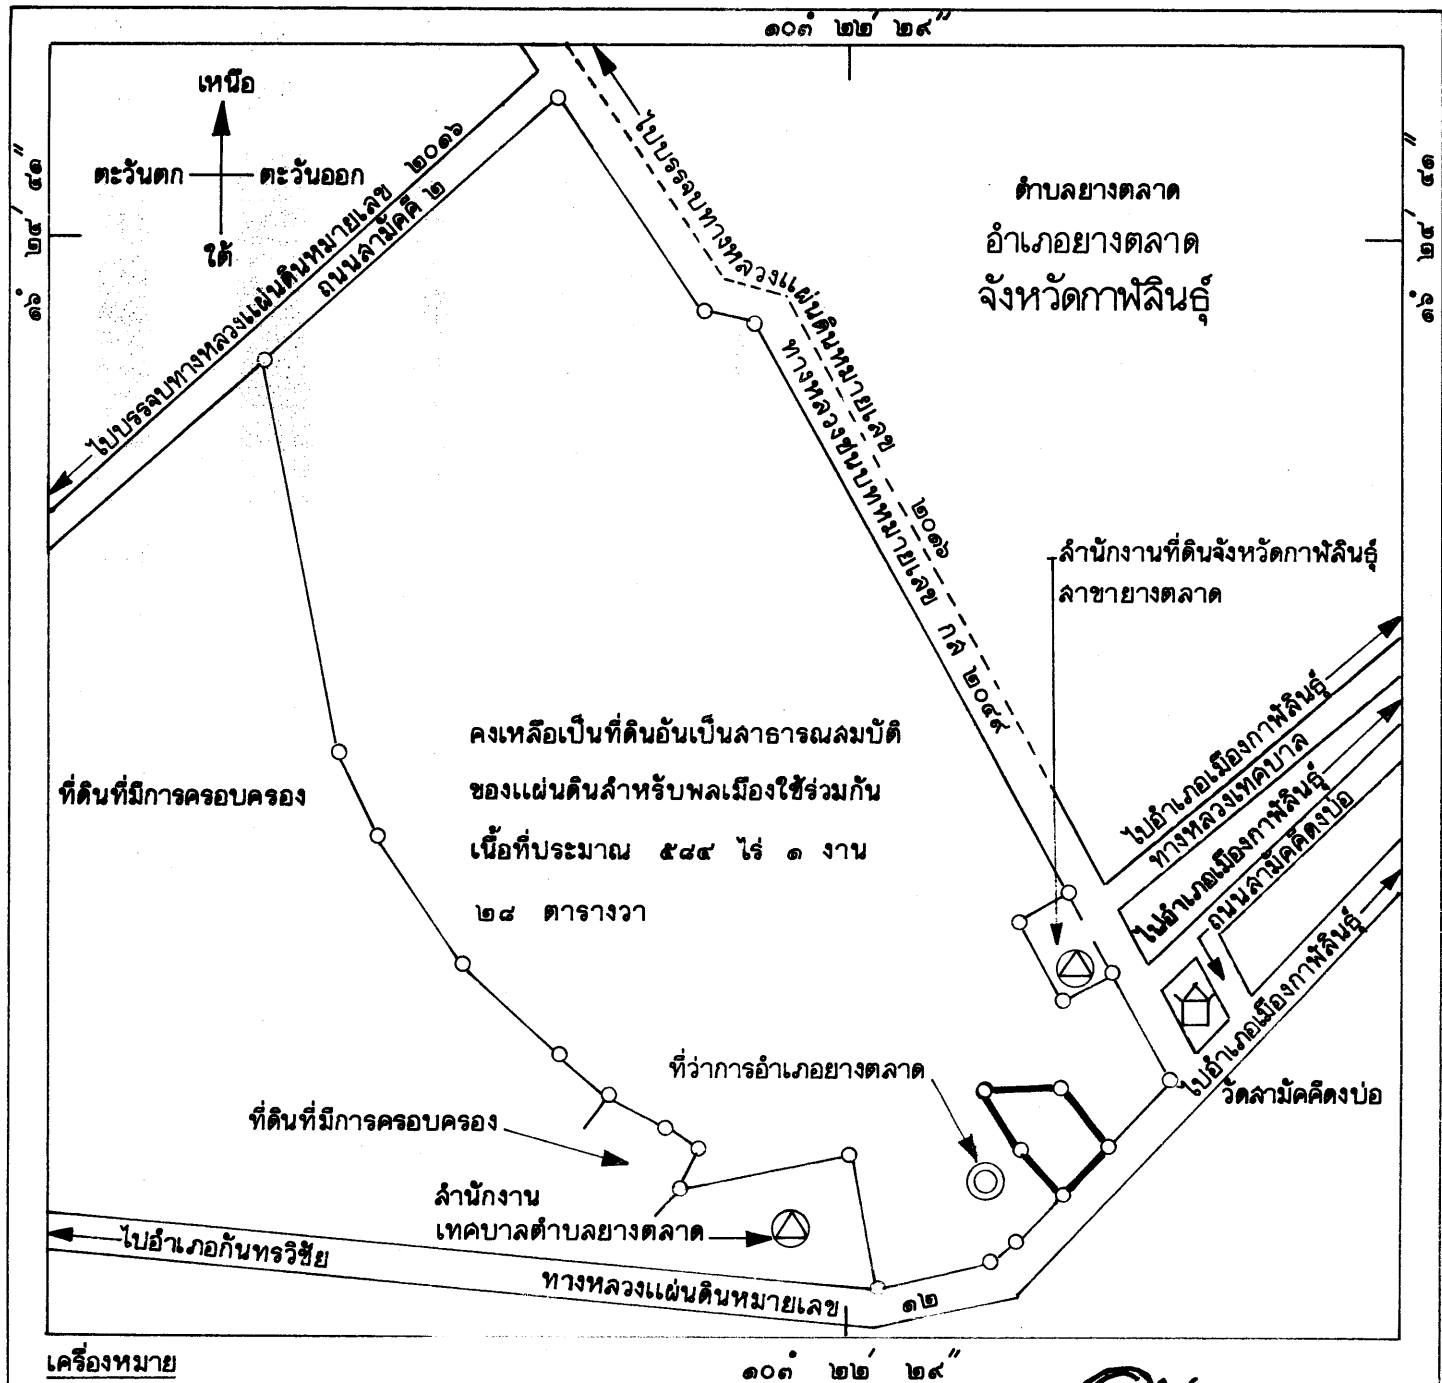 ๑๐๓ํ ๒๒′ ๒๙″
เหนือ
ตะวันตก
ตะวันออก
ใต้
๑๖ํ ๒๔′ ๔๑″
๑๖ํ ๒๔′ ๔๑″
ตำบลยางตลาด
อำเภอยางตลาด
จังหวัดกาฬสินธุ์
ไปบรรจบทางหลวงแผ่นดินหมายเลข ๒๐๑๖
ถนนสามัคคี ๒
ไปบรรจบทางหลวงแผ่นดินหมายเลข ๒๐๑๖
ทางหลวงชนบทหมายเลข กส ๒๐๔๙
สำนักงานที่ดินจังหวัดกาฬสินธุ์
สาขายางตลาด
คงเหลือเป็นที่ดินอันเป็นสาธารณสมบัติ
ของแผ่นดินสำหรับพลเมืองใช้ร่วมกัน
เนื้อที่ประมาณ ๕๘๔ ไร่ ๑ งาน
๒๘ ตารางวา
ที่ดินที่มีการครอบครอง
ไปอำเภอเมืองกาฬสินธุ์
ทางหลวงเทศบาล
ไปอำเภอเมืองกาฬสินธุ์
ถนนสามัคคีดงบ่อ
ไปอำเภอเมืองกาฬสินธุ์
ที่ว่าการอำเภอยางตลาด
วัดสามัคคีดงบ่อ
ที่ดินที่มีการครอบครอง
สำนักงาน
เทศบาลตำบลยางตลาด
ไปอำเภอกันทรวิชัย
ทางหลวงแผ่นดินหมายเลข ๑๒
เครื่องหมาย
๑๐๓ํ ๒๒′ ๒๙″